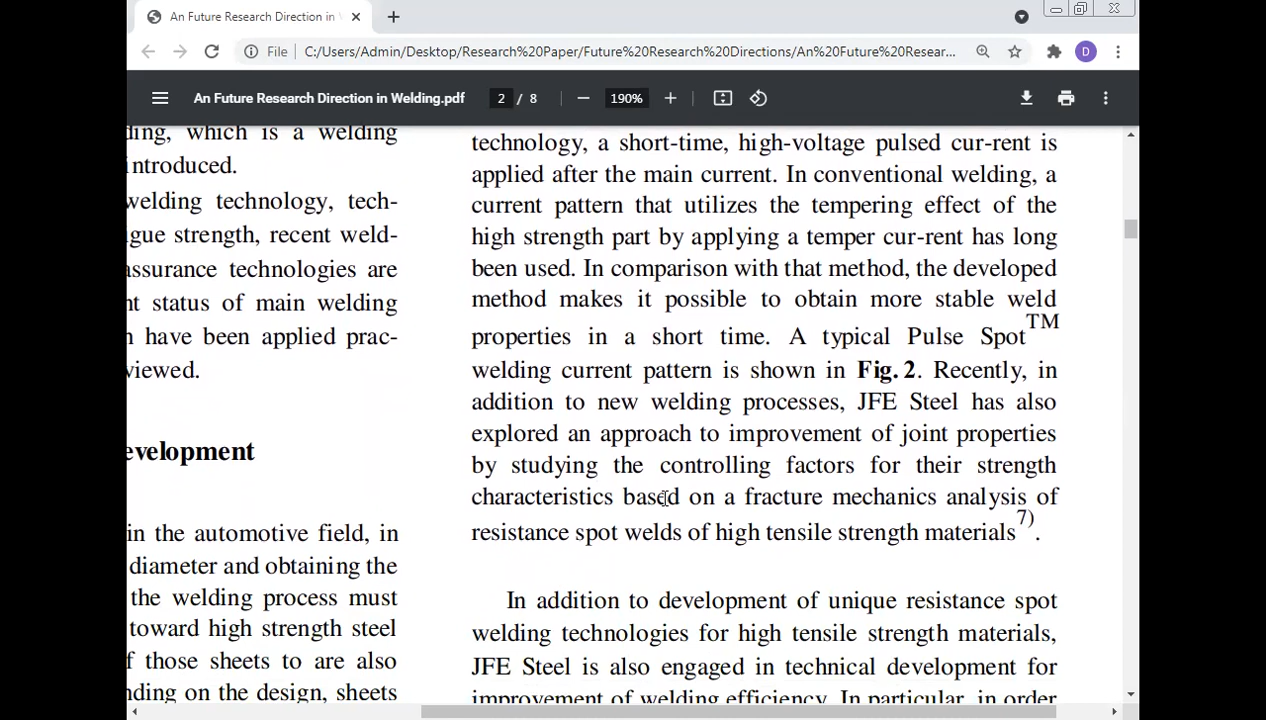 An Future Research Direction in
File C:/Users/Admin/Desktop/Research%20Paper/Future%20Research%20Directions/An%20Future%20Resear... D
An Future Research Direction in Welding.pdf 2 / 8 190%
ding, which is a welding
introduced.
welding technology, tech-
gue strength, recent weld-
assurance technologies are
nt status of main welding
h have been applied prac-
viewed.
evelopment
in the automotive field, in
diameter and obtaining the
the welding process must
toward high strength steel
f those sheets to are also
nding on the design, sheets
technology, a short-time, high-voltage pulsed cur-rent is
applied after the main current. In conventional welding, a
current pattern that utilizes the tempering effect of the
high strength part by applying a temper cur-rent has long
been used. In comparison with that method, the developed
method makes it possible to obtain more stable weld
properties in a short time. A typical Pulse Spot™
welding current pattern is shown in Fig. 2. Recently, in
addition to new welding processes, JFE Steel has also
explored an approach to improvement of joint properties
by studying the controlling factors for their strength
characteristics based on a fracture mechanics analysis of
resistance spot welds of high tensile strength materials7).
In addition to development of unique resistance spot
welding technologies for high tensile strength materials,
JFE Steel is also engaged in technical development for
improvement of welding efficiency. In particular, in order